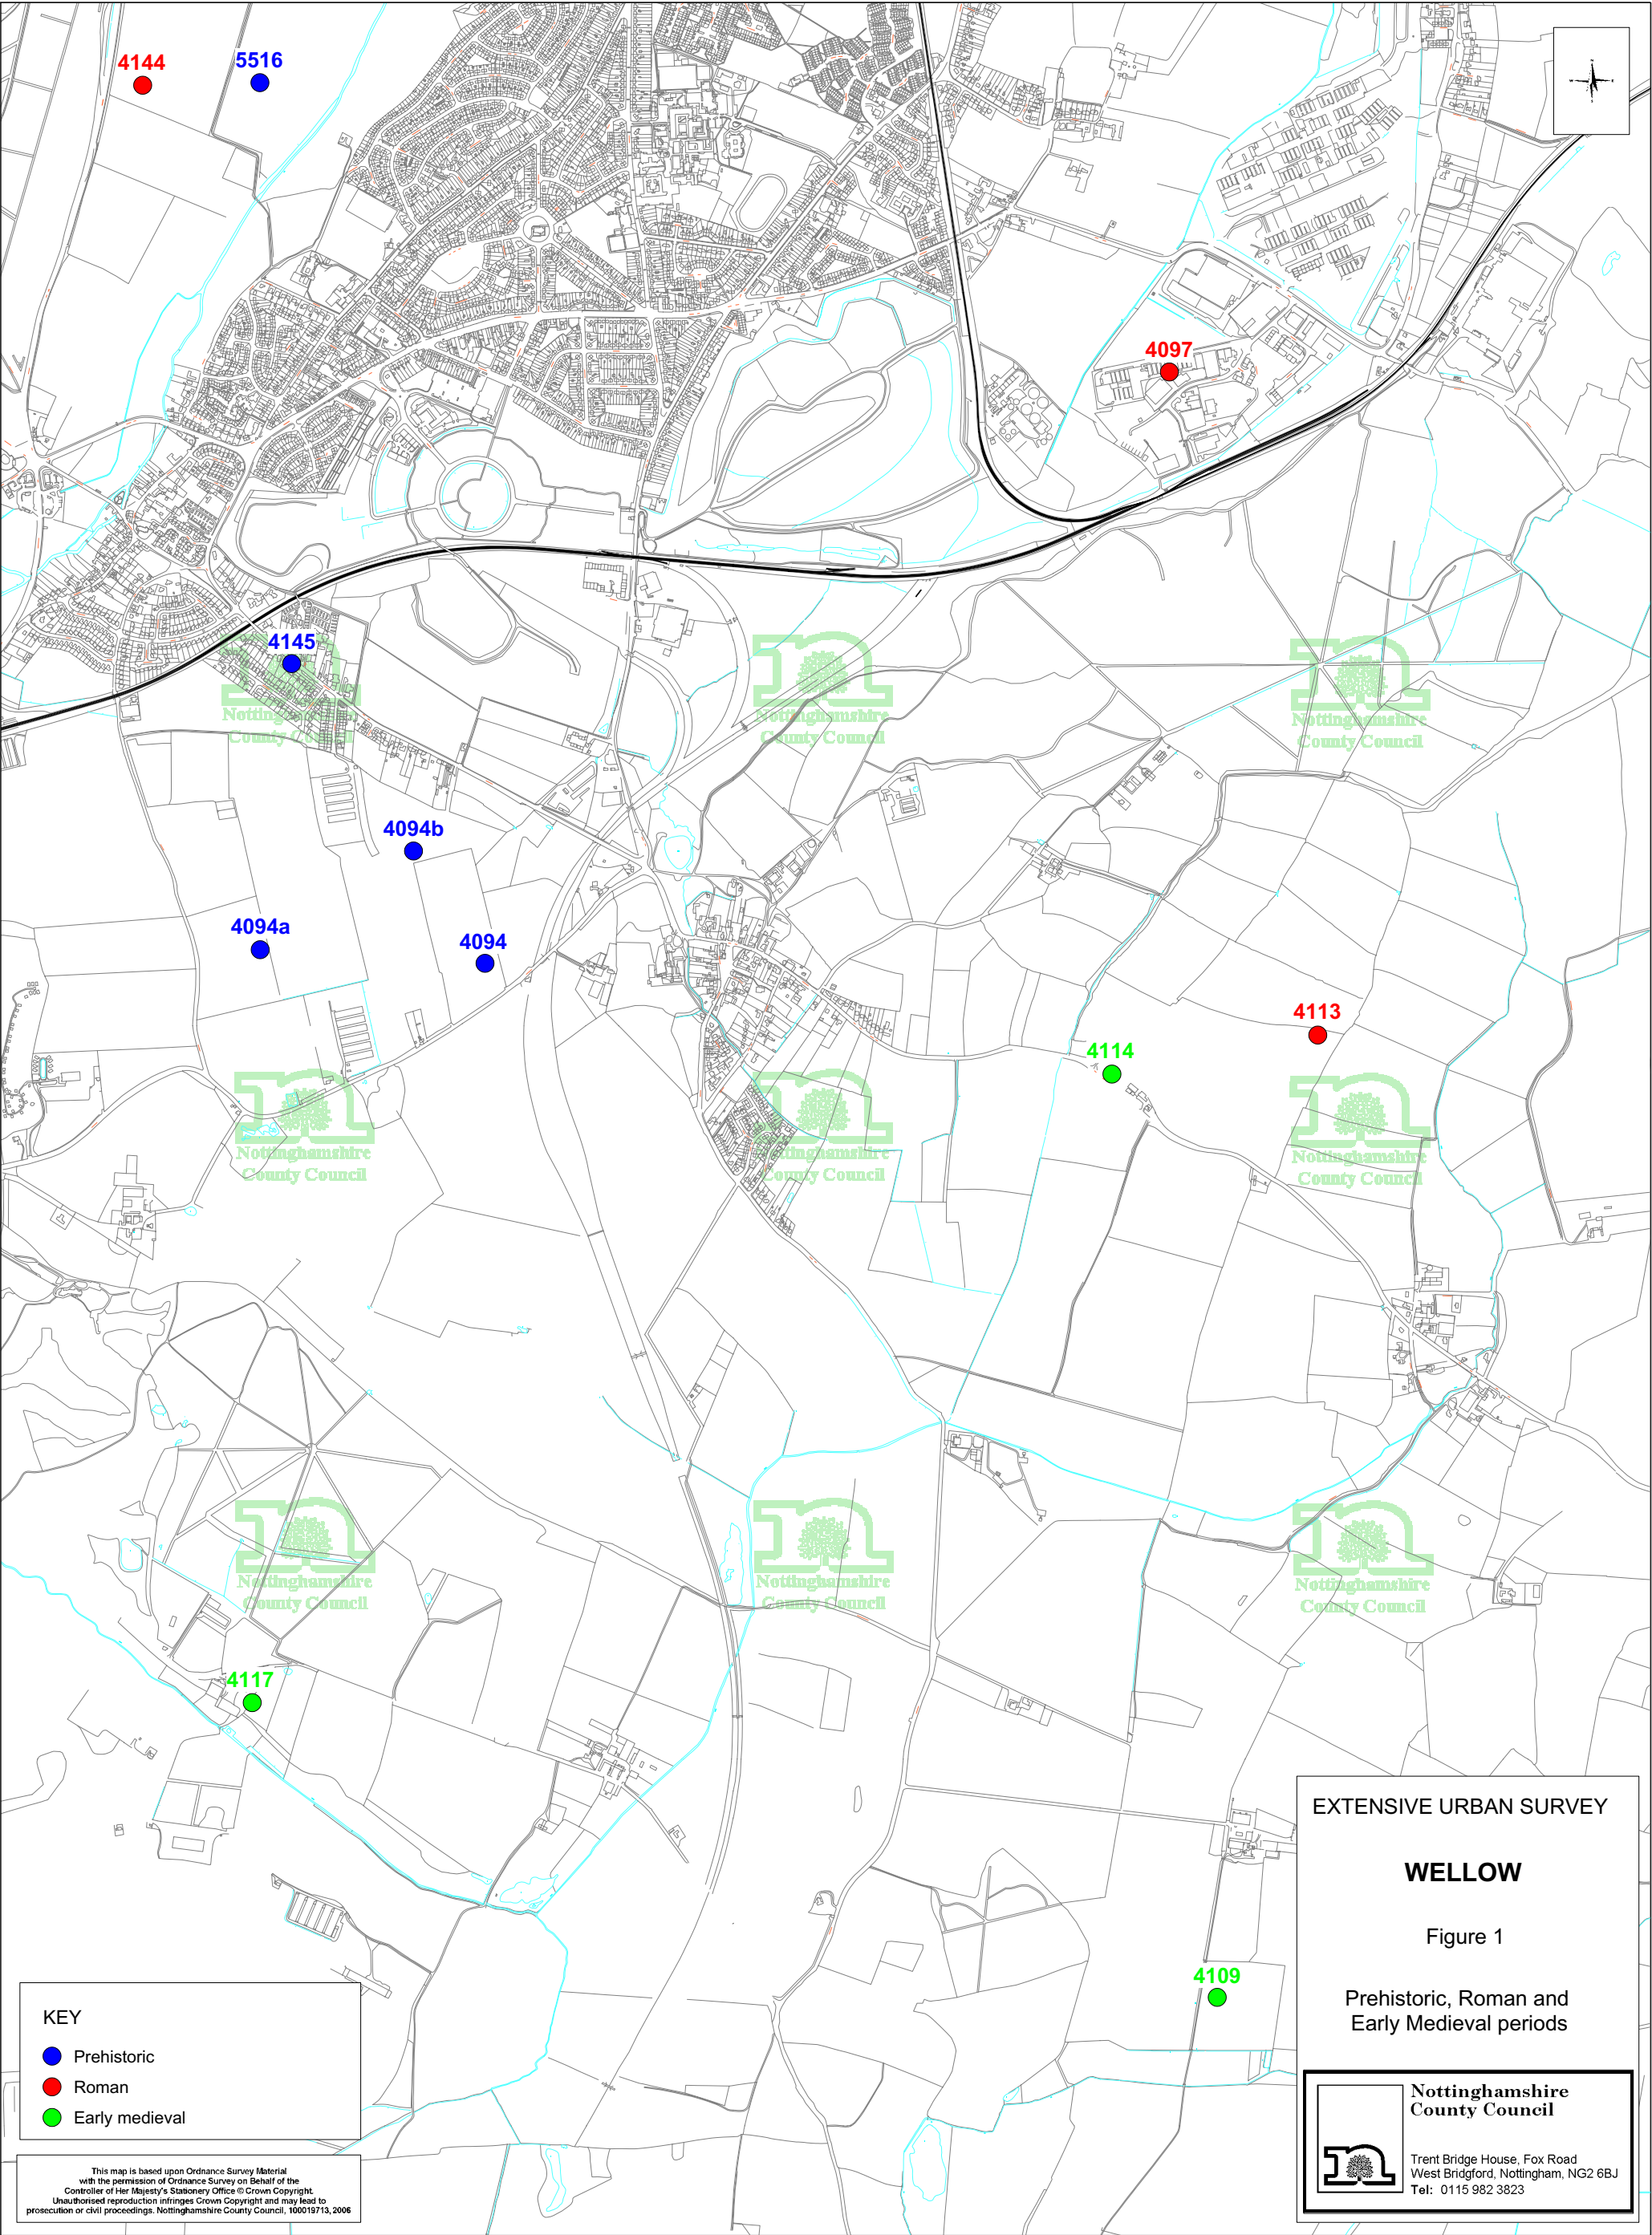 4144
5516
4097
4145
4094b
4094a
4094
4113
4114
4117
4109
Nottinghamshire
County Council
Nottinghamshire
County Council
Nottinghamshire
County Council
Nottinghamshire
County Council
Nottinghamshire
County Council
Nottinghamshire
County Council
Nottinghamshire
County Council
Nottinghamshire
County Council
Nottinghamshire
County Council
KEY
Prehistoric
Roman
Early medieval
This map is based upon Ordnance Survey Material
with the permission of Ordnance Survey on Behalf of the
Controller of Her Majesty's Stationery Office © Crown Copyright.
Unauthorised reproduction infringes Crown Copyright and may lead to
prosecution or civil proceedings. Nottinghamshire County Council, 100019713, 2006
EXTENSIVE URBAN SURVEY
WELLOW
Figure 1
Prehistoric, Roman and
Early Medieval periods
Nottinghamshire
County Council
Trent Bridge House, Fox Road
West Bridgford, Nottingham, NG2 6BJ
Tel: 0115 982 3823